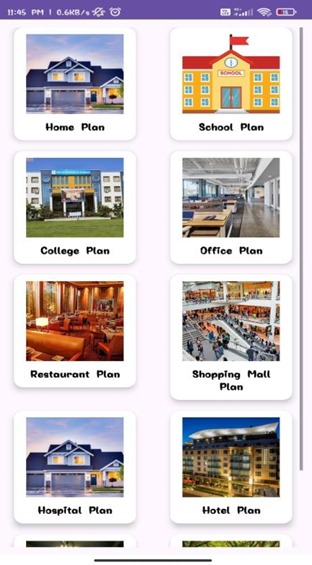 11:45 PM | 0.6KB/s
Home Plan
SCHOOL
School Plan
College Plan
Office Plan
Restaurant Plan
Shopping Mall
Plan
Hospital Plan
Hotel Plan